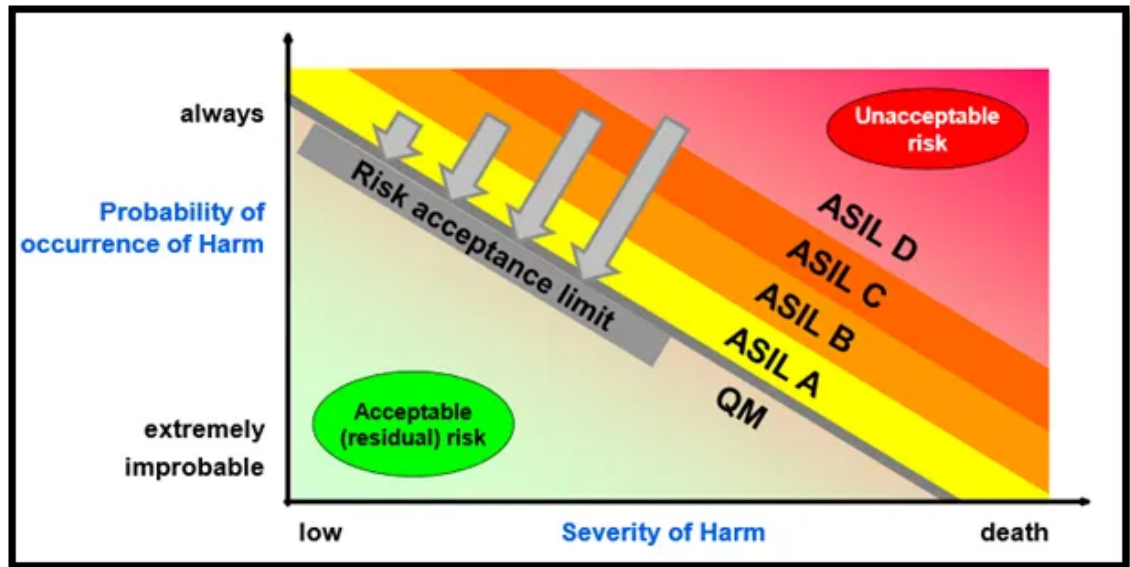 always
Probability of
occurrence of Harm
extremely
improbable
Unacceptable
risk
ASIL D
ASIL C
ASIL B
ASIL A
QM
Risk acceptance limit
Acceptable
(residual) risk
low
Severity of Harm
death